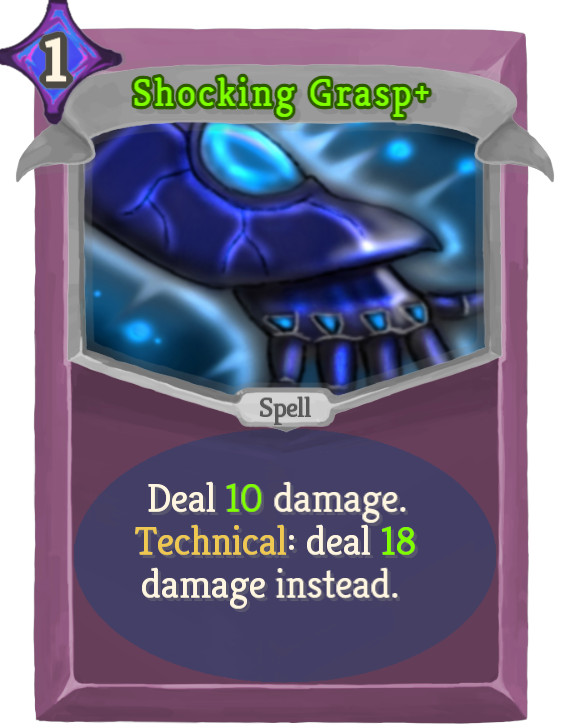 1
Shocking Grasp+
Spell
Deal 10 damage.
Technical: deal 18
damage instead.